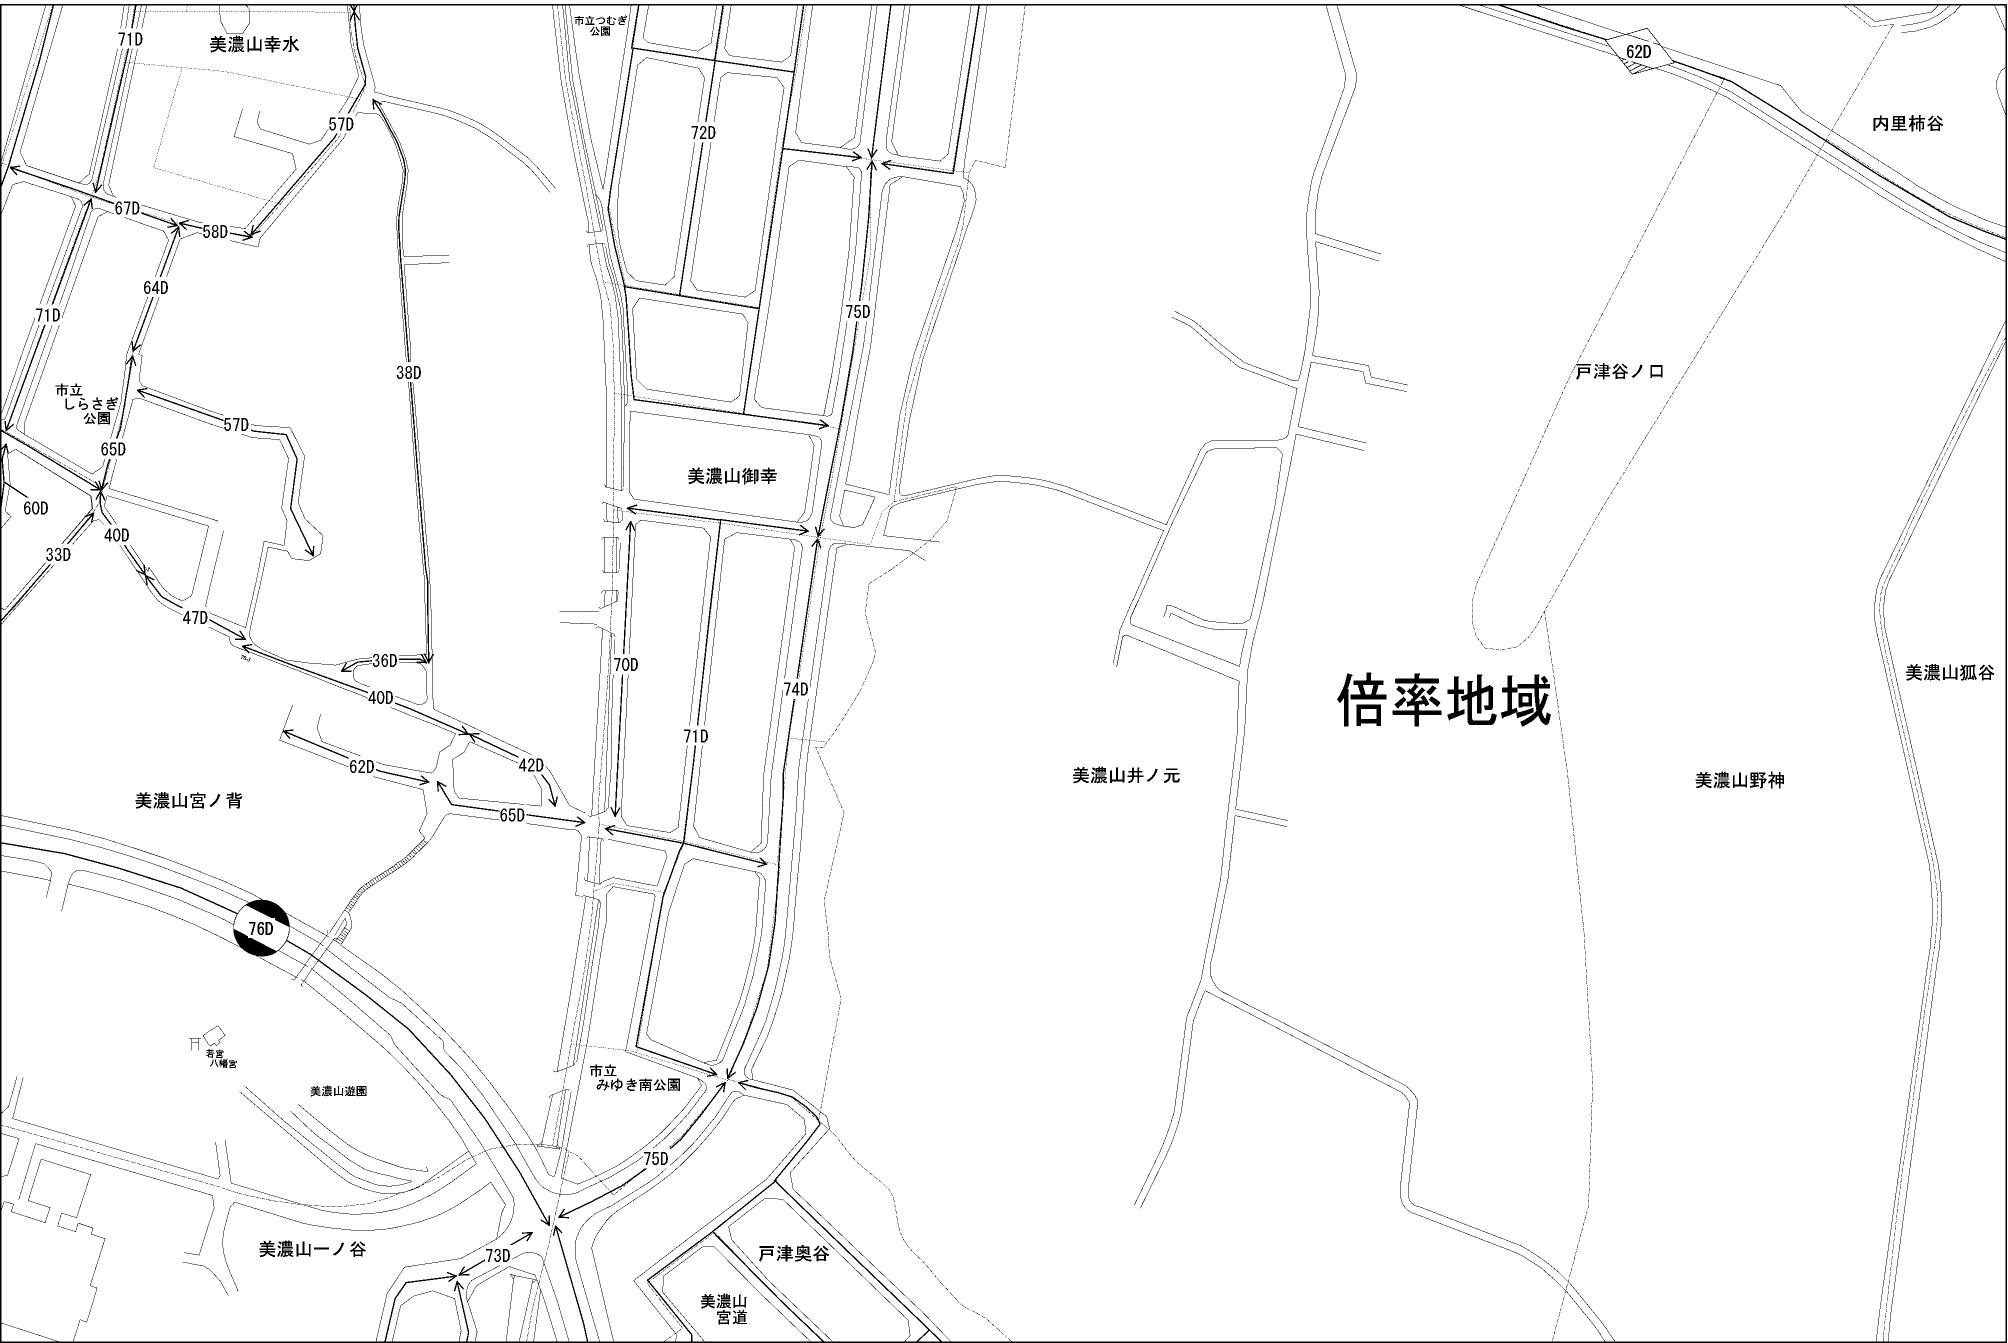 市立つむぎ
公園
71D
美濃山幸水
62D
57D
72D
内里柿谷
67D
58D
64D
71D
75D
38D
戸津谷ノ口
市立
しらさぎ
公園
57D
65D
美濃山御幸
60D
40D
33D
47D
36D
70D
美濃山狐谷
40D
74D
倍率地域
71D
62D
42D
美濃山井ノ元
美濃山野神
美濃山宮ノ背
65D
76D
若宮
八幡宮
市立
みゆき南公園
美濃山遊園
75D
美濃山一ノ谷
73D
戸津奥谷
美濃山
宮道